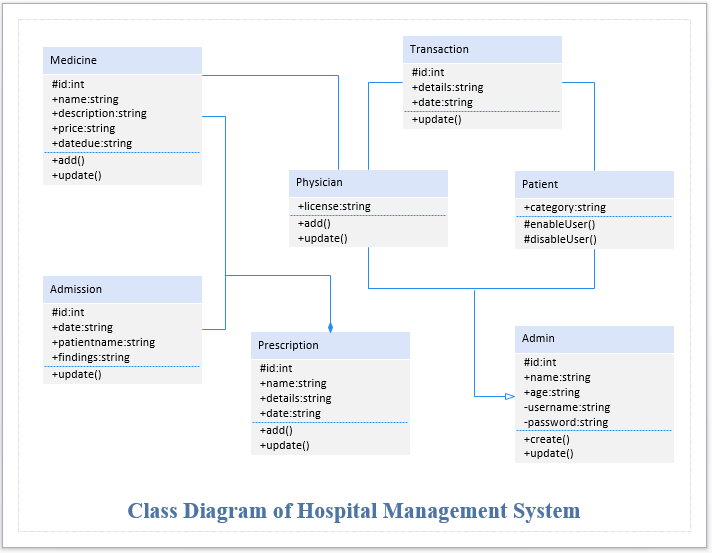 Medicine
#id:int
+name:string
+description:string
+price:string
+datedue:string
+add()
+update()
Transaction
#id:int
+details:string
+date:string
+update()
Physician
+license:string
+add()
+update()
Patient
+category:string
#enableUser()
#disableUser()
Admission
#id:int
+date:string
+patientname:string
+findings:string
+update()
Prescription
#id:int
+name:string
+details:string
+date:string
+add()
+update()
Admin
#id:int
+name:string
+age:string
-username:string
-password:string
+create()
+update()
Class Diagram of Hospital Management System